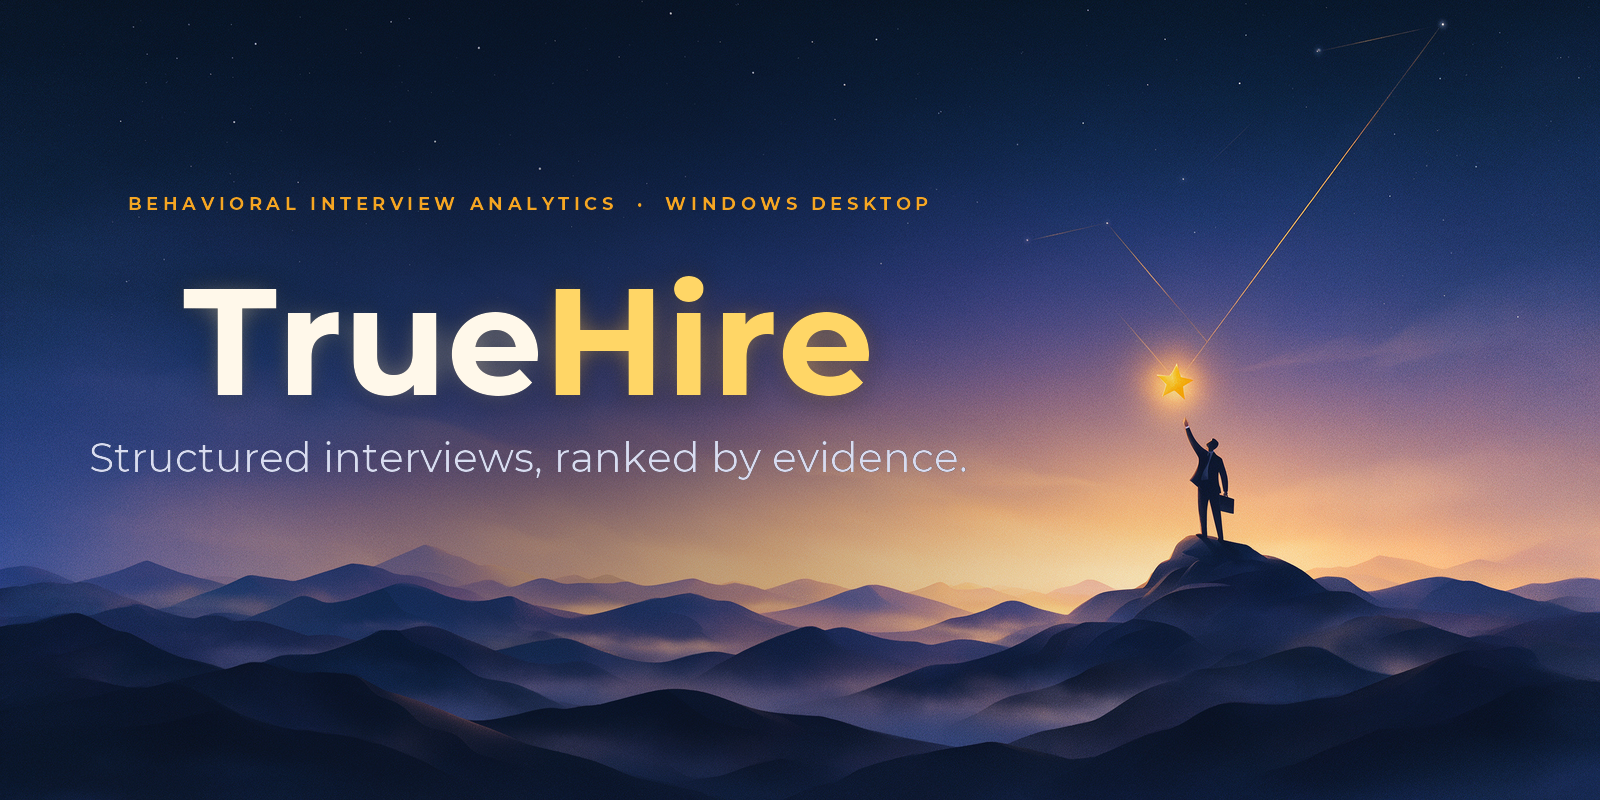 BEHAVIORAL INTERVIEW ANALYTICS · WINDOWS DESKTOP
TrueHire
Structured interviews, ranked by evidence.